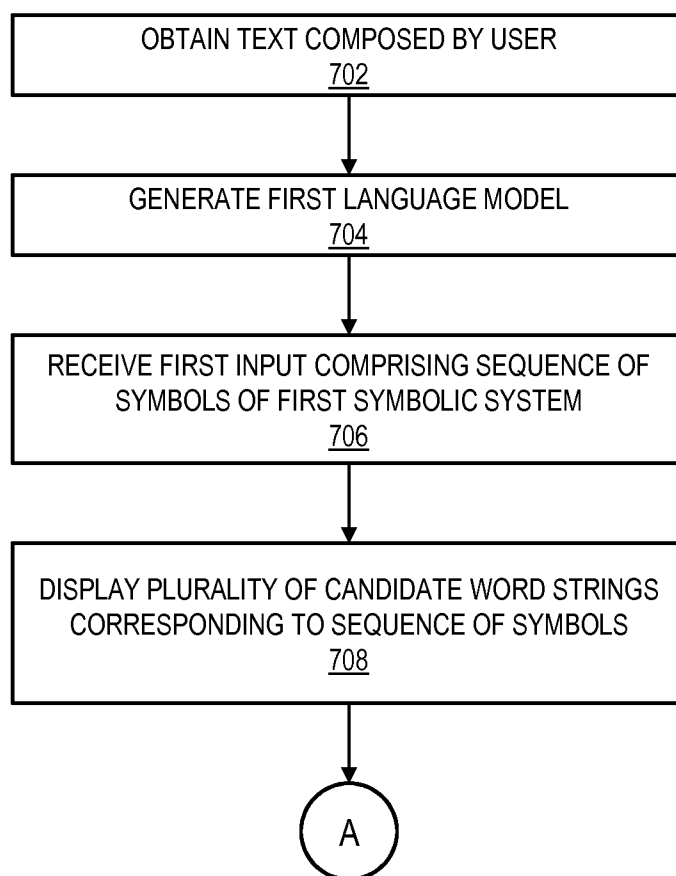 OBTAIN TEXT COMPOSED BY USER
702
GENERATE FIRST LANGUAGE MODEL
704
RECEIVE FIRST INPUT COMPRISING SEQUENCE OF
SYMBOLS OF FIRST SYMBOLIC SYSTEM
706
DISPLAY PLURALITY OF CANDIDATE WORD STRINGS
CORRESPONDING TO SEQUENCE OF SYMBOLS
708
A